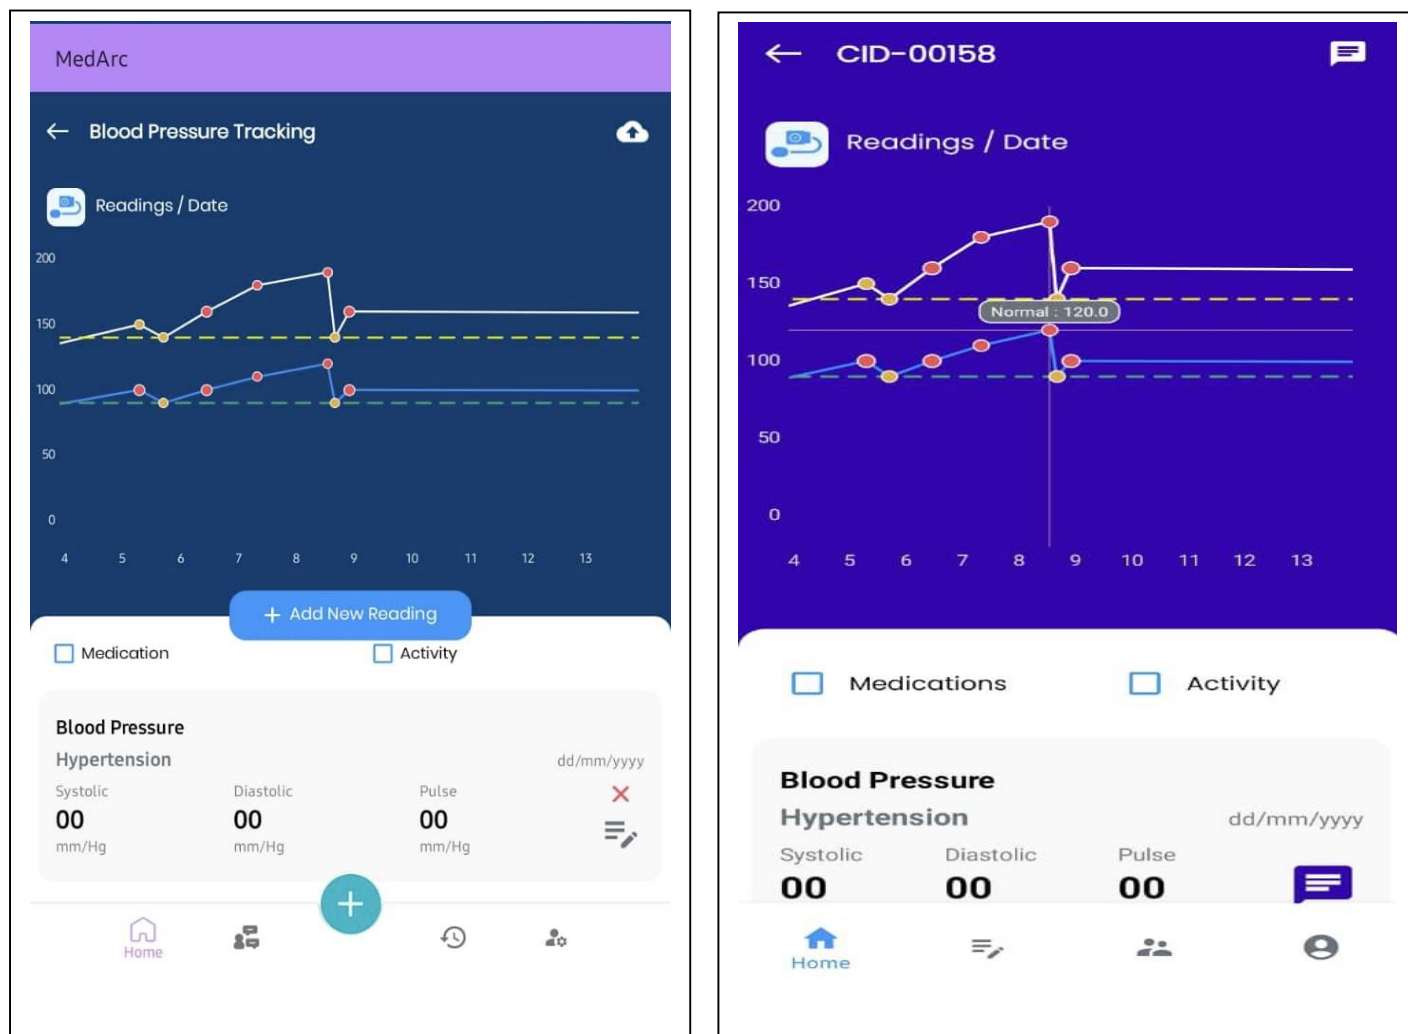 MedArc
Blood Pressure Tracking
Readings / Date
200
150
100
50
0
4 5 6 7 8 9 10 11 12 13
+ Add New Reading
Medication Activity
Blood Pressure
Hypertension dd/mm/yyyy
Systolic Diastolic Pulse
00 00 00
mm/Hg mm/Hg mm/Hg
Home
CID-00158
Readings / Date
200
150
Normal : 120.0
100
50
0
4 5 6 7 8 9 10 11 12 13
Medications Activity
Blood Pressure
Hypertension dd/mm/yyyy
Systolic Diastolic Pulse
00 00 00
Home